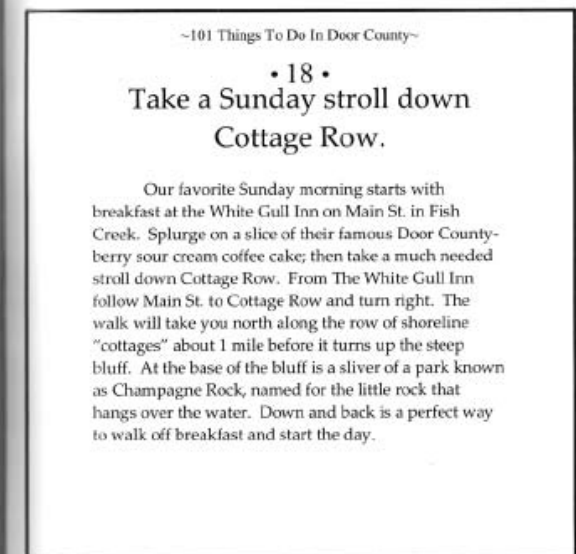 ~101 Things To Do In Door County~
• 18 •
Take a Sunday stroll down
Cottage Row.
Our favorite Sunday morning starts with
breakfast at the White Gull Inn on Main St. in Fish
Creek. Splurge on a slice of their famous Door County-
berry sour cream coffee cake; then take a much needed
stroll down Cottage Row. From The White Gull Inn
follow Main St. to Cottage Row and turn right. The
walk will take you north along the row of shoreline
"cottages" about 1 mile before it turns up the steep
bluff. At the base of the bluff is a sliver of a park known
as Champagne Rock, named for the little rock that
hangs over the water. Down and back is a perfect way
to walk off breakfast and start the day.